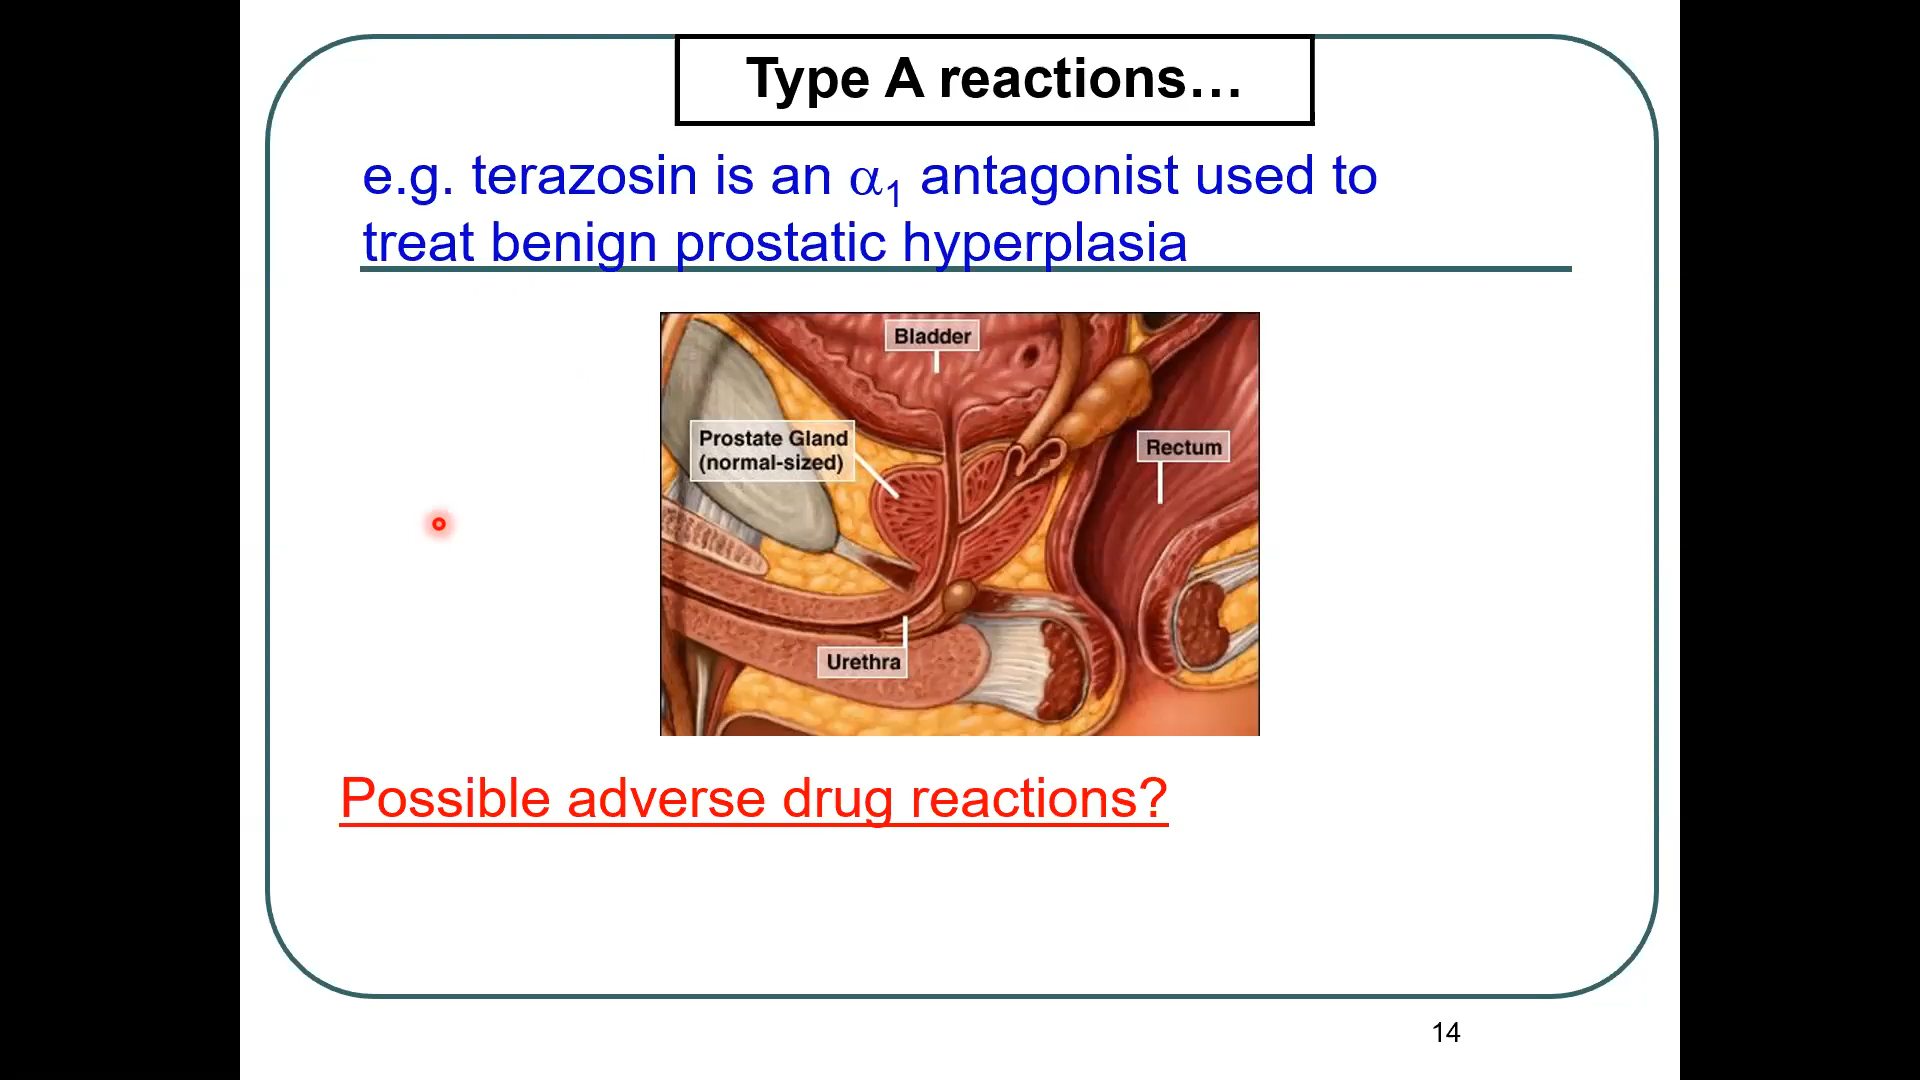 Type A reactions…
e.g. terazosin is an α1 antagonist used to
treat benign prostatic hyperplasia
Bladder
Prostate Gland
(normal-sized)
Rectum
Urethra
Possible adverse drug reactions?
14